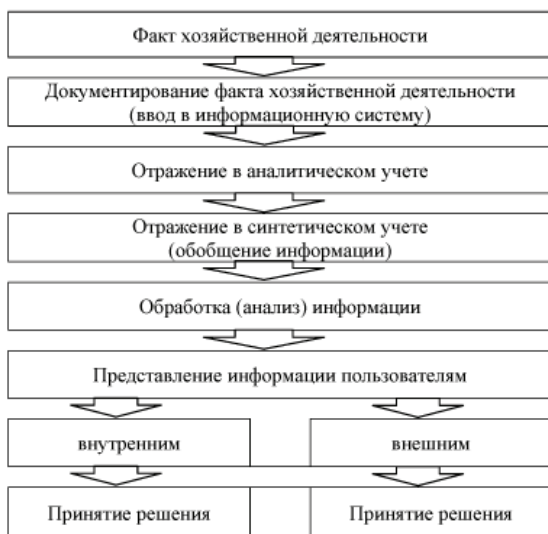 Факт хозяйственной деятельности
Документирование факта хозяйственной деятельности
(ввод в информационную систему)
Отражение в аналитическом учете
Отражение в синтетическом учете
(обобщение информации)
Обработка (анализ) информации
Представление информации пользователям
внутренним
внешним
Принятие решения
Принятие решения